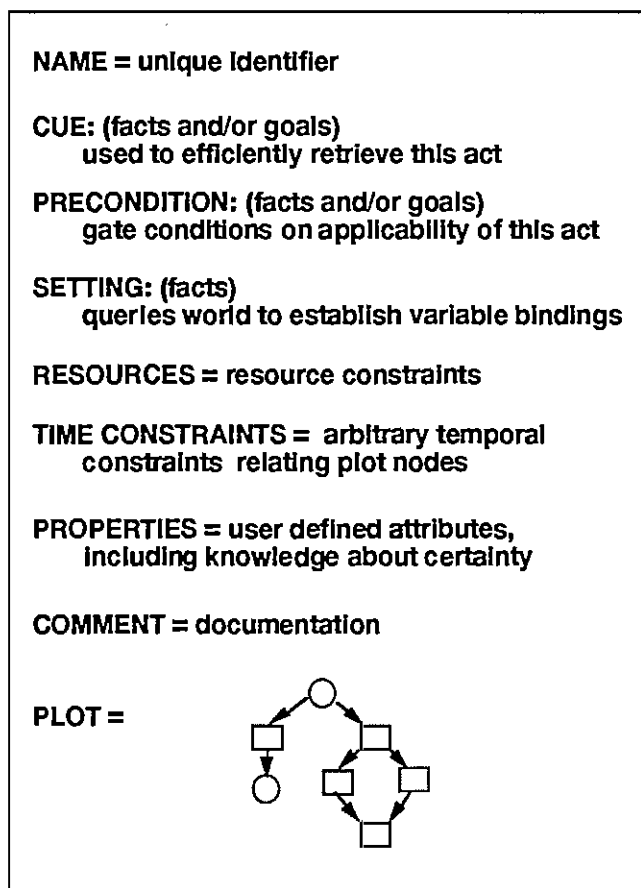 NAME = unique identifier
CUE: (facts and/or goals)
used to efficiently retrieve this act
PRECONDITION: (facts and/or goals)
gate conditions on applicability of this act
SETTING: (facts)
queries world to establish variable bindings
RESOURCES = resource constraints
TIME CONSTRAINTS = arbitrary temporal
constraints relating plot nodes
PROPERTIES = user defined attributes,
including knowledge about certainty
COMMENT = documentation
PLOT =